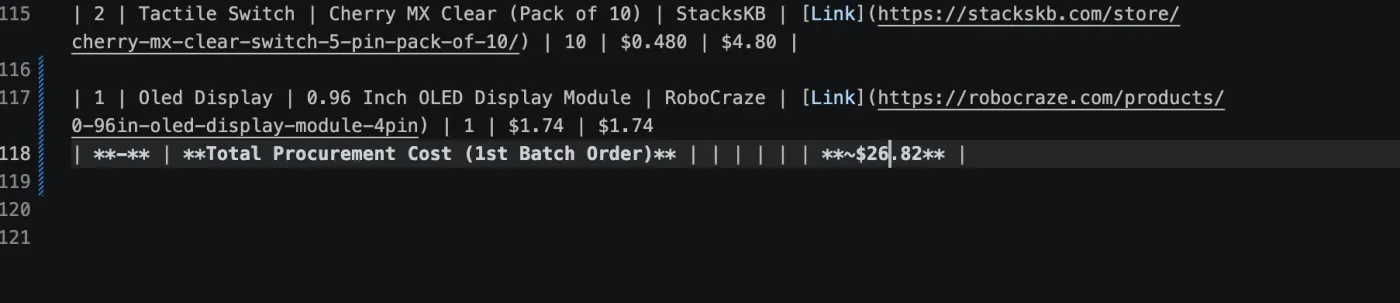 115 | 2 | Tactile Switch | Cherry MX Clear (Pack of 10) | StacksKB | [Link](https://stackskb.com/store/
cherry-mx-clear-switch-5-pin-pack-of-10/) | 10 | $0.480 | $4.80 |
116
117 | 1 | Oled Display | 0.96 Inch OLED Display Module | RoboCraze | [Link](https://robocraze.com/products/
0-96in-oled-display-module-4pin) | 1 | $1.74 | $1.74
118 | **-** | **Total Procurement Cost (1st Batch Order)** | | | | | | **~$26.82** |
119
120
121